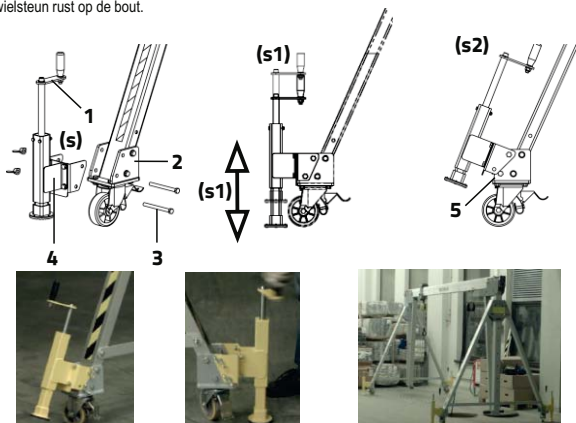 wielsteun rust op de bout.
(s1)
(s2)
1
(s)
2
(s1)
5
4
3